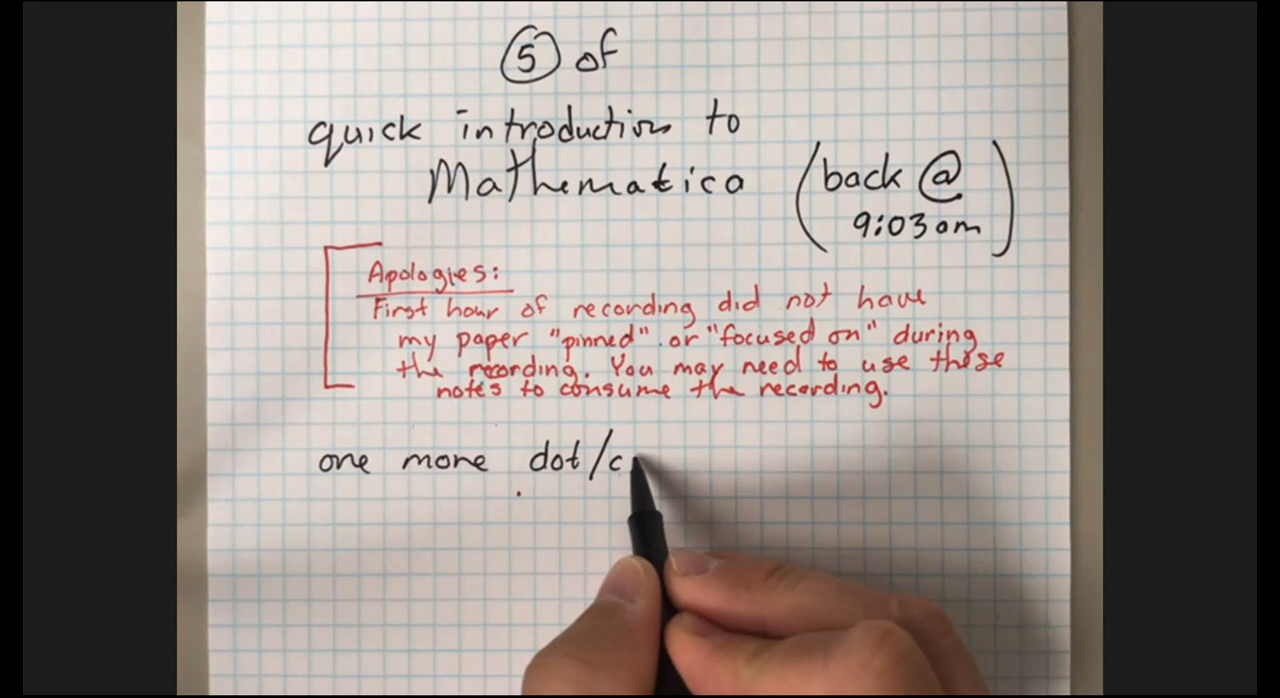 5 of
quick introduction to
Mathematica
(back @
9:03am)
Apologies:
First hour of recording did not have
my paper "pinned" or "focused on" during
the recording. You may need to use those
notes to consume the recording.
one more dot/c